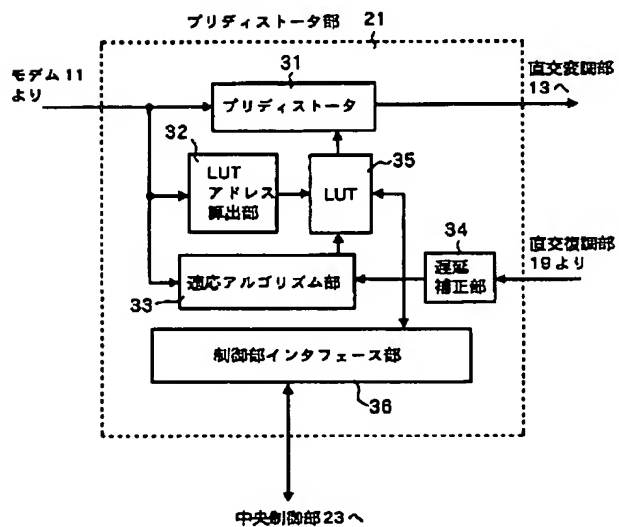 プリディストータ部
21
モデム11
より
31
プリディストータ
直交変調部
13へ
32
LUT
アドレス
算出部
35
LUT
直交復調部
19より
34
遅延
補正部
適応アルゴリズム部
33
制御部インタフェース部
36
中央制御部23へ